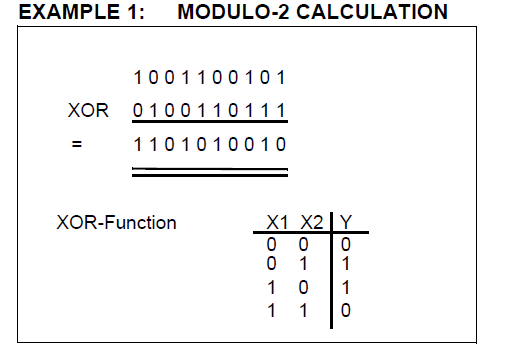 EXAMPLE 1: MODULO-2 CALCULATION
1 0 0 1 1 0 0 1 0 1
XOR 0 1 0 0 1 1 0 1 1 1
= 1 1 0 1 0 1 0 0 1 0
XOR-Function X1 X2 Y
0 0 0
0 1 1
1 0 1
1 1 0